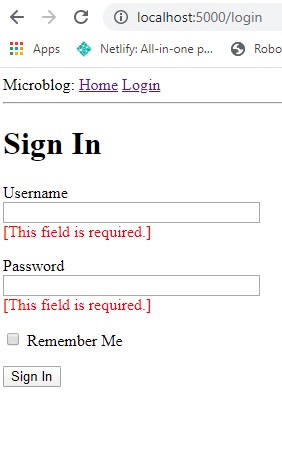 localhost:5000/login
Apps Netlify: All-in-one p... Robo
Microblog: Home Login
Sign In
Username
[This field is required.]
Password
[This field is required.]
Remember Me
Sign In